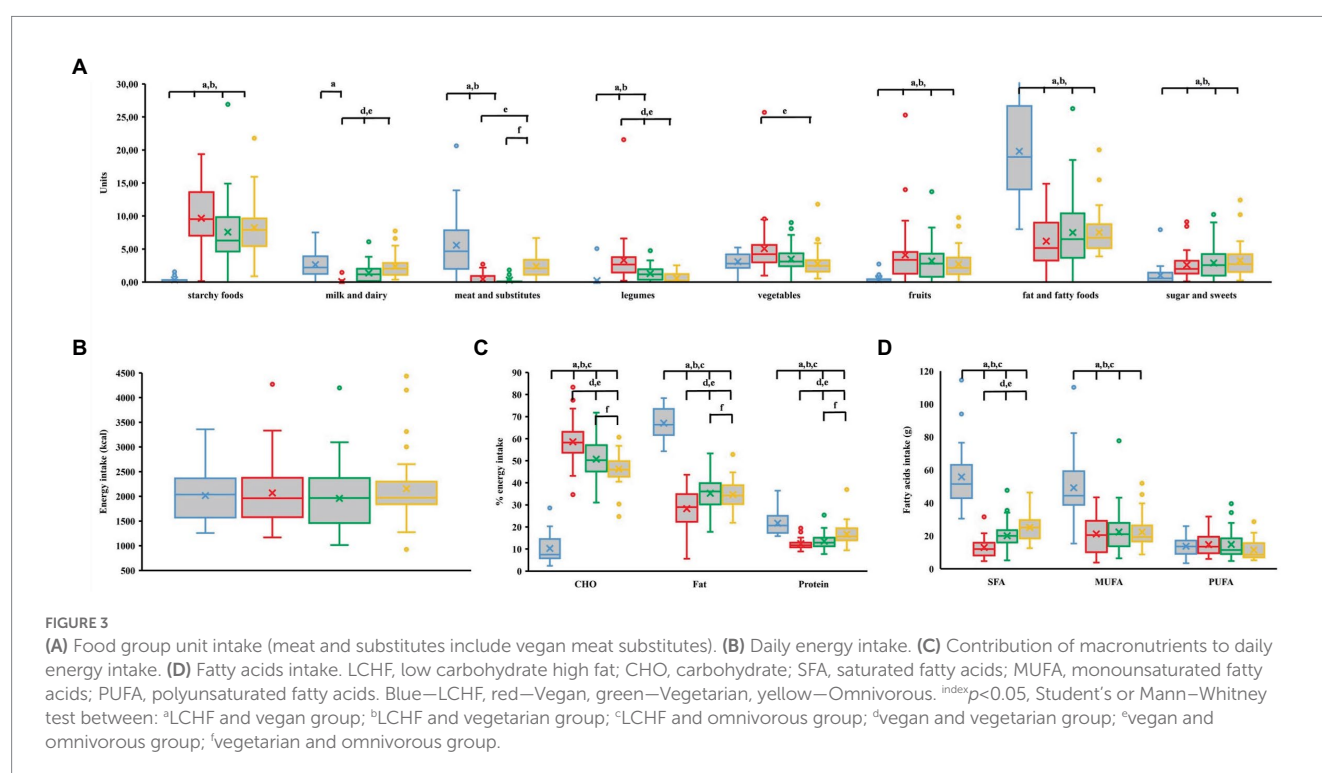 A
30,00
25,00
20,00
15,00
10,00
5,00
0,00
Units
a,b,
a
d,e
a,b
e
f
a,b
d,e
e
a,b,
a,b,
a,b,
starchy foods
milk and dairy
meat and substitutes
legumes
vegetables
fruits
fat and fatty foods
sugar and sweets
B
4500
4000
3500
3000
2500
2000
1500
1000
500
Energy intake (kcal)
C
100
90
80
70
60
50
40
30
20
10
0
% energy intake
a,b,c
d,e
f
a,b,c
d,e
f
a,b,c
d,e
f
CHO
Fat
Protein
D
120
100
80
60
40
20
0
Fatty acids intake (g)
a,b,c
d,e
a,b,c
SFA
MUFA
PUFA
FIGURE 3
(A) Food group unit intake (meat and substitutes include vegan meat substitutes). (B) Daily energy intake. (C) Contribution of macronutrients to daily
energy intake. (D) Fatty acids intake. LCHF, low carbohydrate high fat; CHO, carbohydrate; SFA, saturated fatty acids; MUFA, monounsaturated fatty
acids; PUFA, polyunsaturated fatty acids. Blue—LCHF, red—Vegan, green—Vegetarian, yellow—Omnivorous. indexp<0.05, Student's or Mann–Whitney
test between: aLCHF and vegan group; bLCHF and vegetarian group; cLCHF and omnivorous group; dvegan and vegetarian group; evegan and
omnivorous group; fvegetarian and omnivorous group.